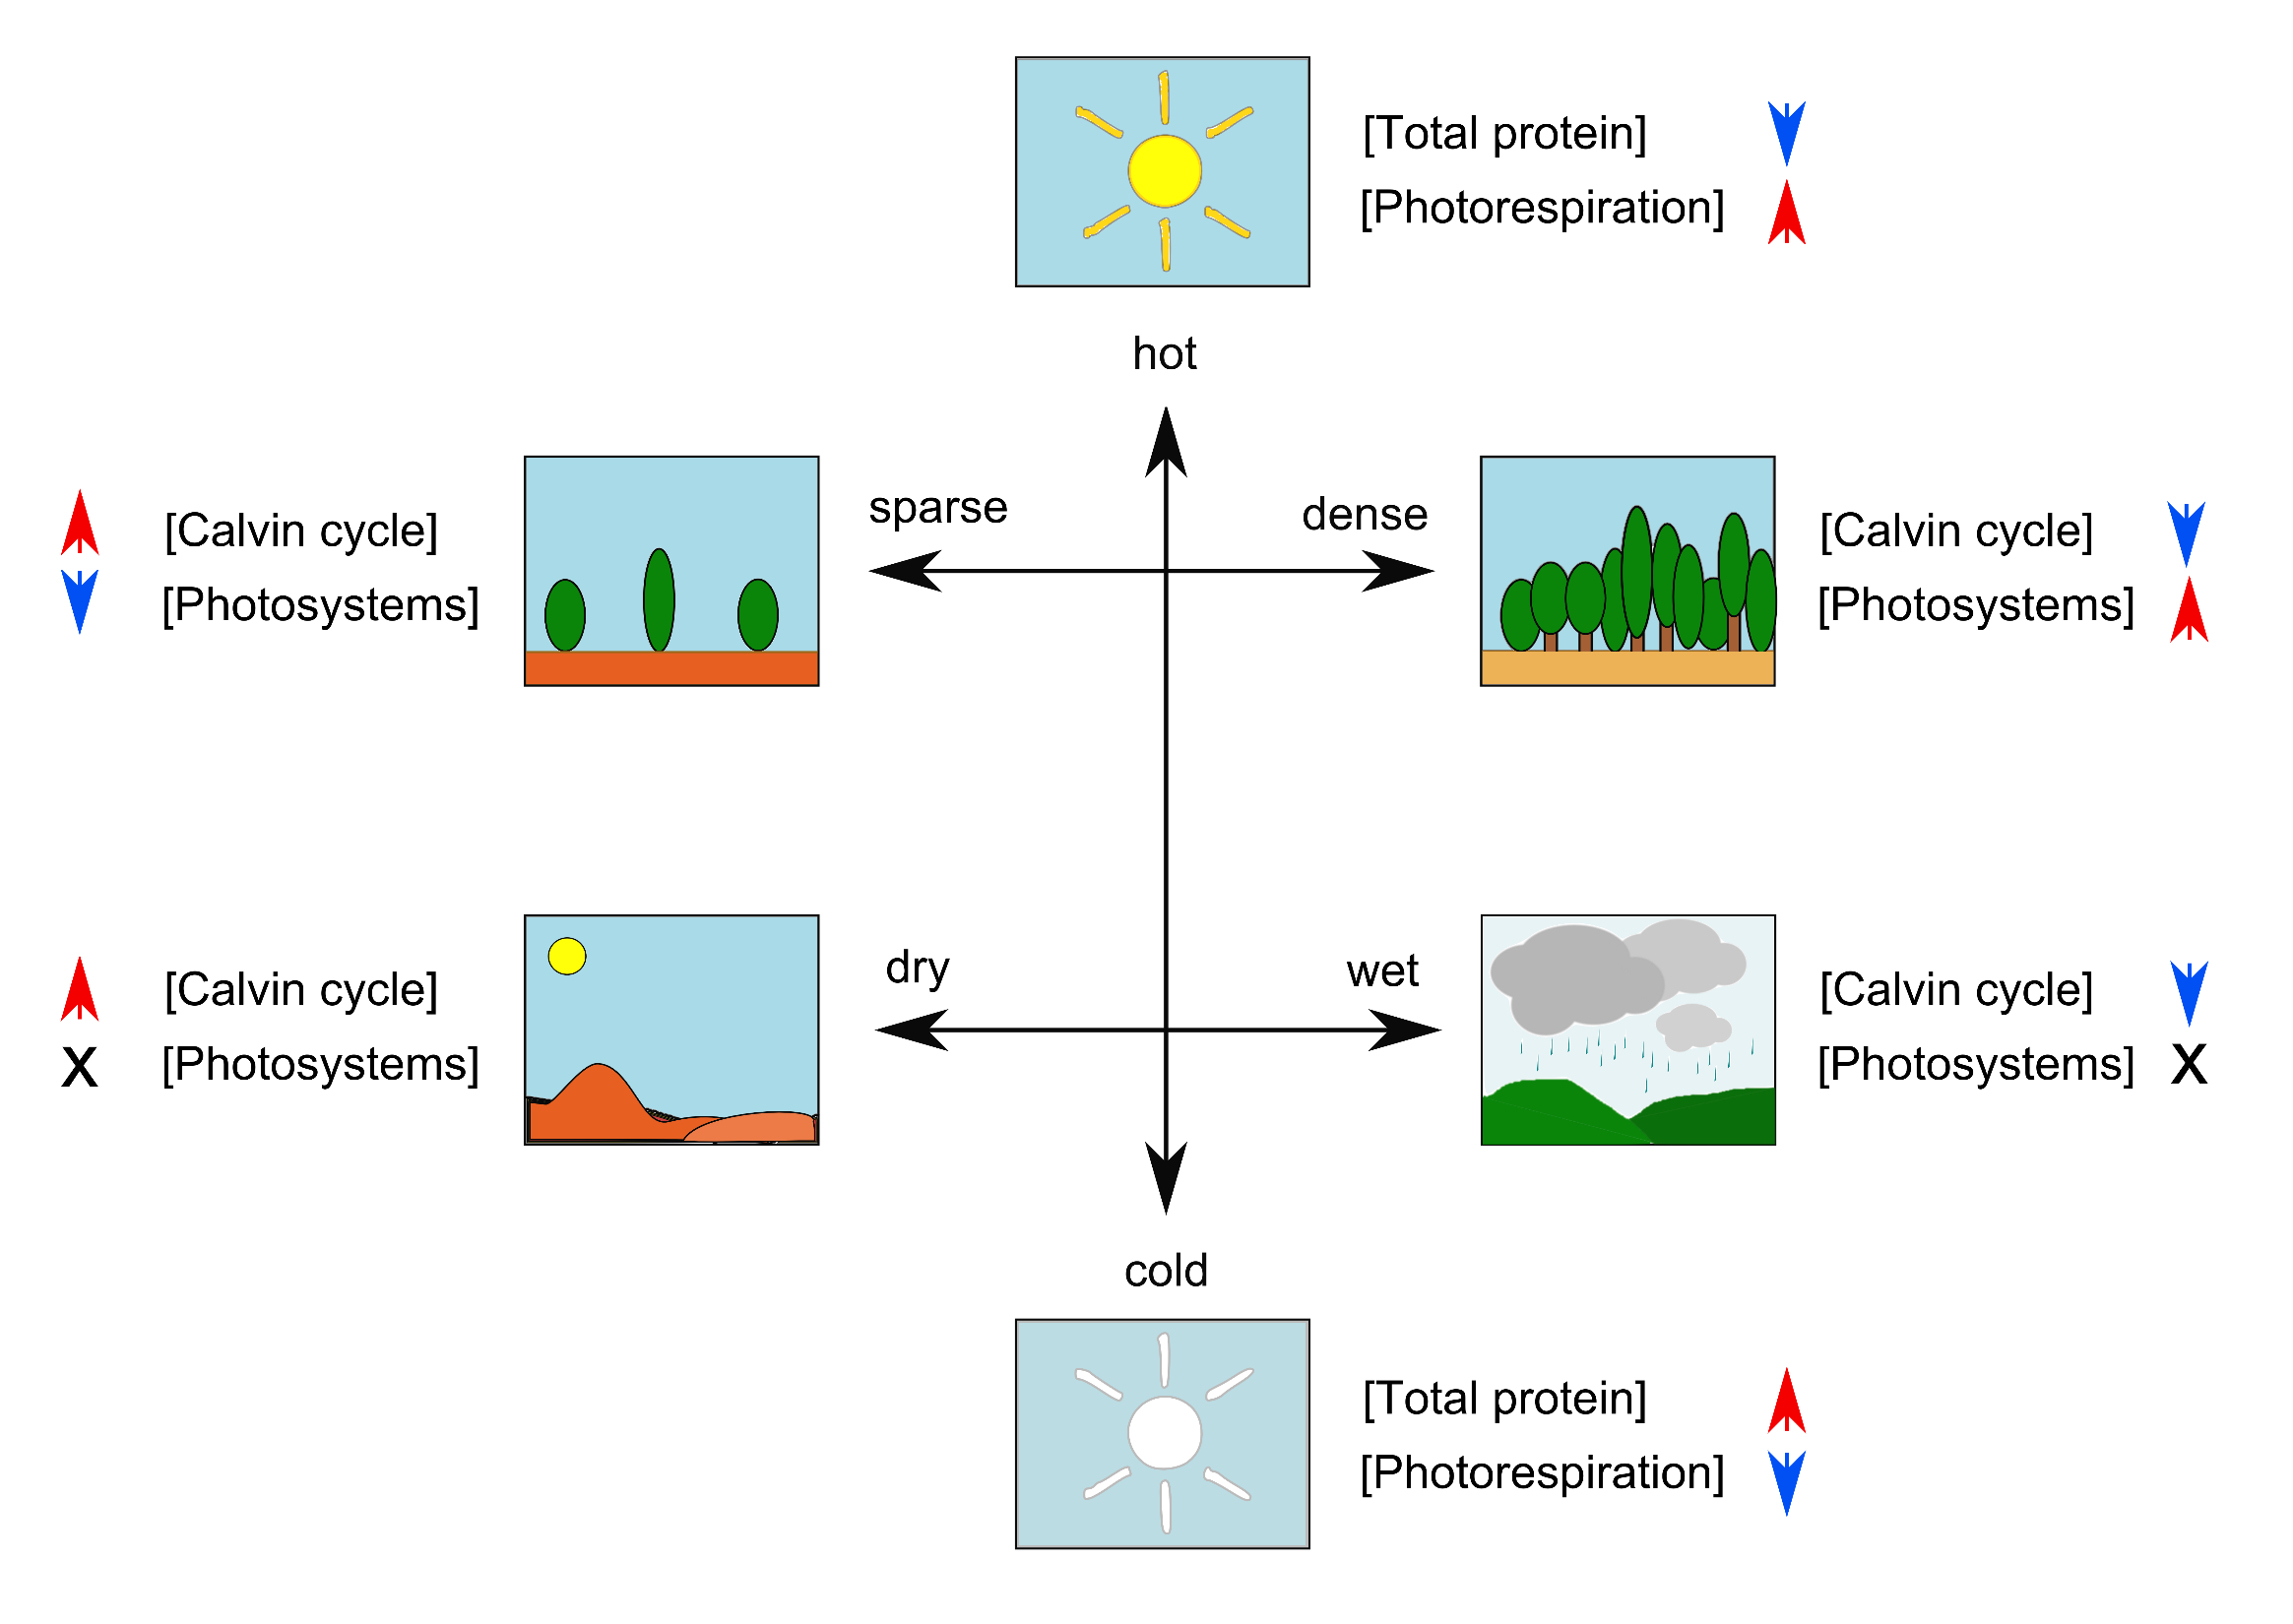 [Total protein]
[Photorespiration]
hot
sparse
dense
[Calvin cycle]
[Photosystems]
[Calvin cycle]
[Photosystems]
dry
wet
[Calvin cycle]
X [Photosystems]
[Calvin cycle]
[Photosystems] X
cold
[Total protein]
[Photorespiration]